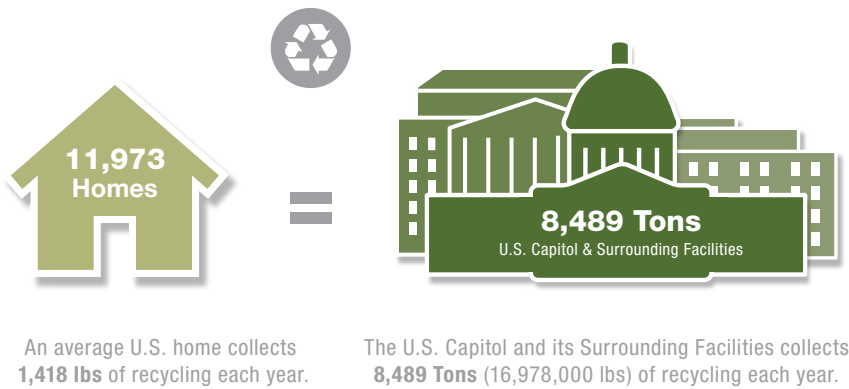 11,973
Homes
8,489 Tons
U.S. Capitol & Surrounding Facilities
An average U.S. home collects
1,418 lbs of recycling each year.
The U.S. Capitol and its Surrounding Facilities collects
8,489 Tons (16,978,000 lbs) of recycling each year.